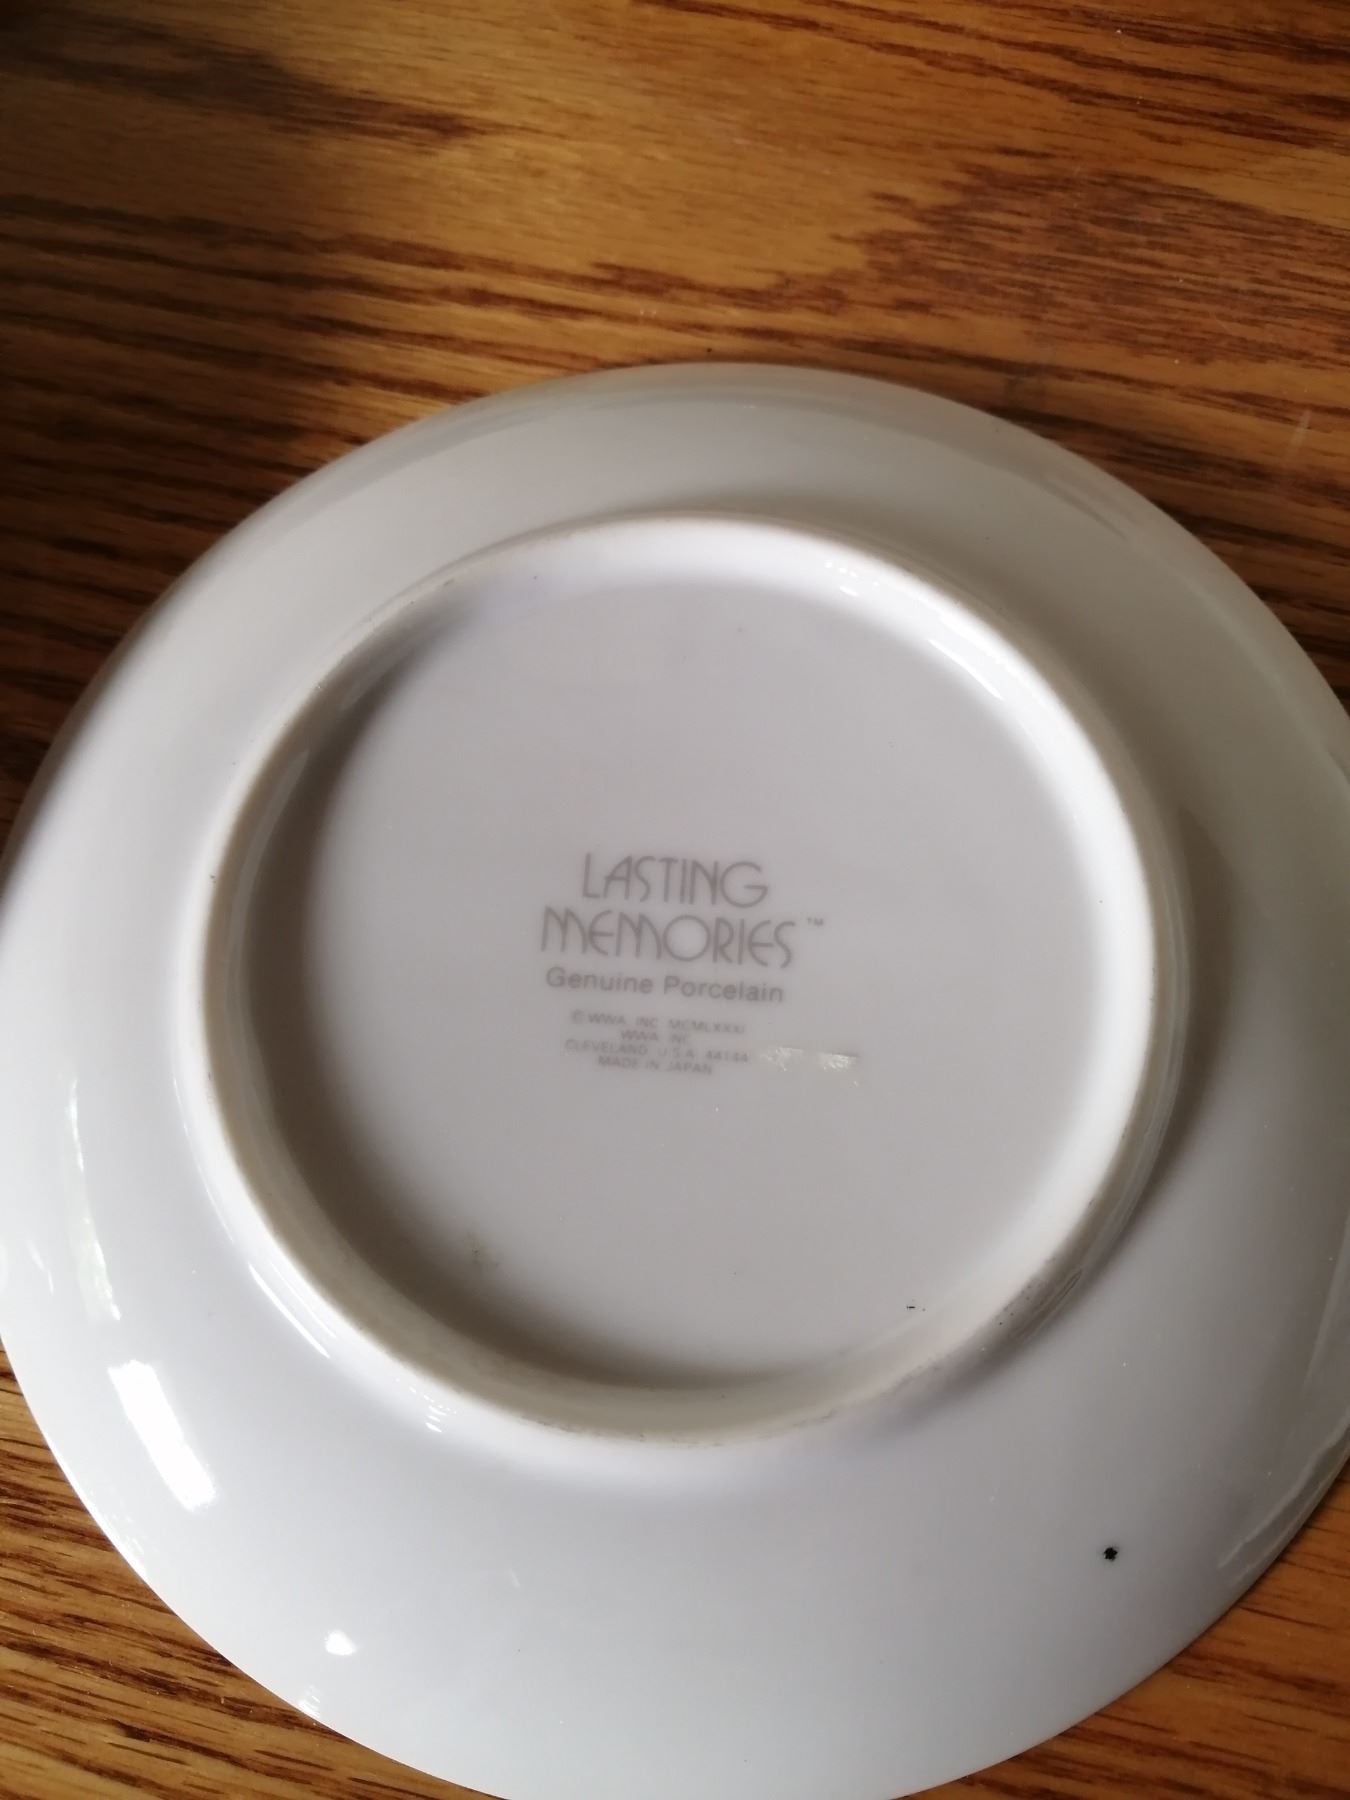 LASTING
MEMORIES™
Genuine Porcelain
© WWA INC MCMLXXXI
WWA INC
CLEVELAND U.S.A. 44144
MADE IN JAPAN